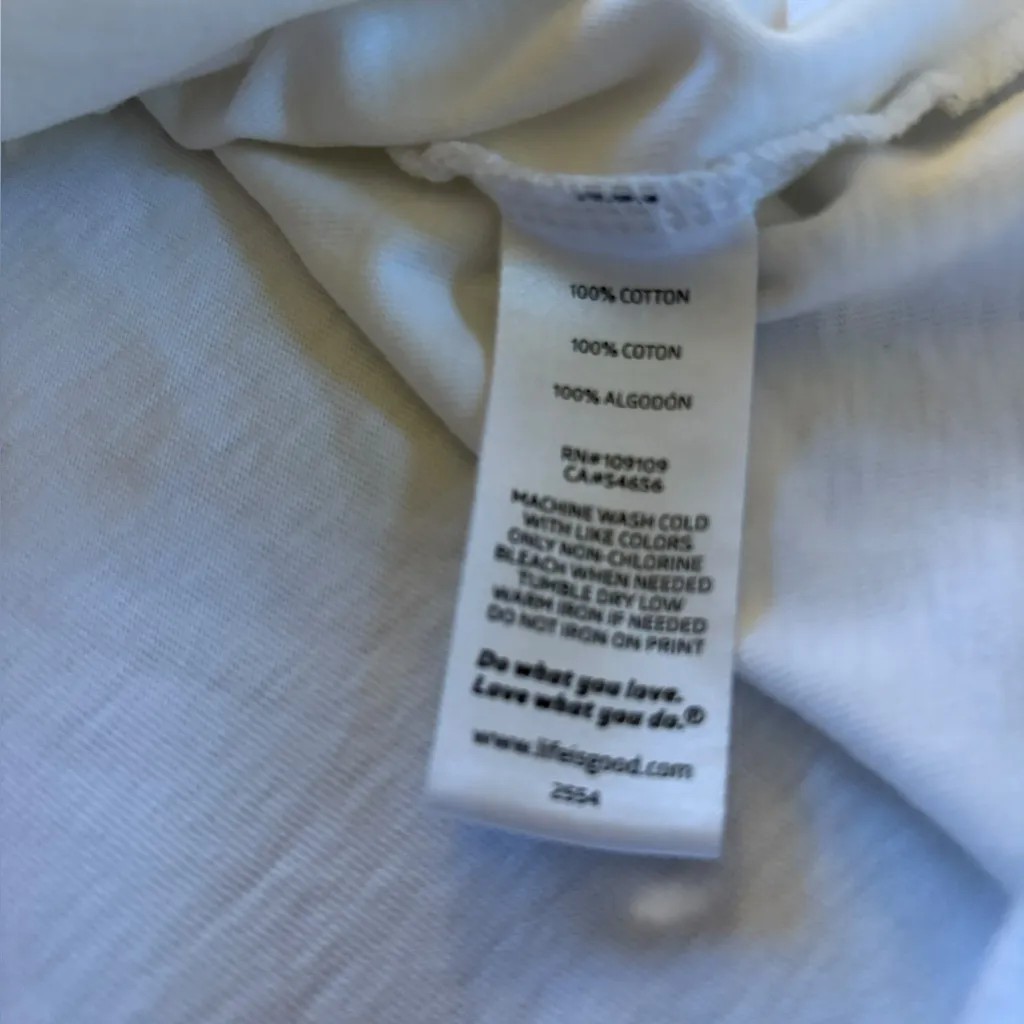 100% COTTON
100% COTON
100% ALGODÓN
RN#109109
CA#54656
MACHINE WASH COLD
WITH LIKE COLORS
ONLY NON-CHLORINE
BLEACH WHEN NEEDED
TUMBLE DRY LOW
WARM IRON IF NEEDED
DO NOT IRON ON PRINT
Do what you love.
Love what you do.®
www.lifeisgood.com
2554